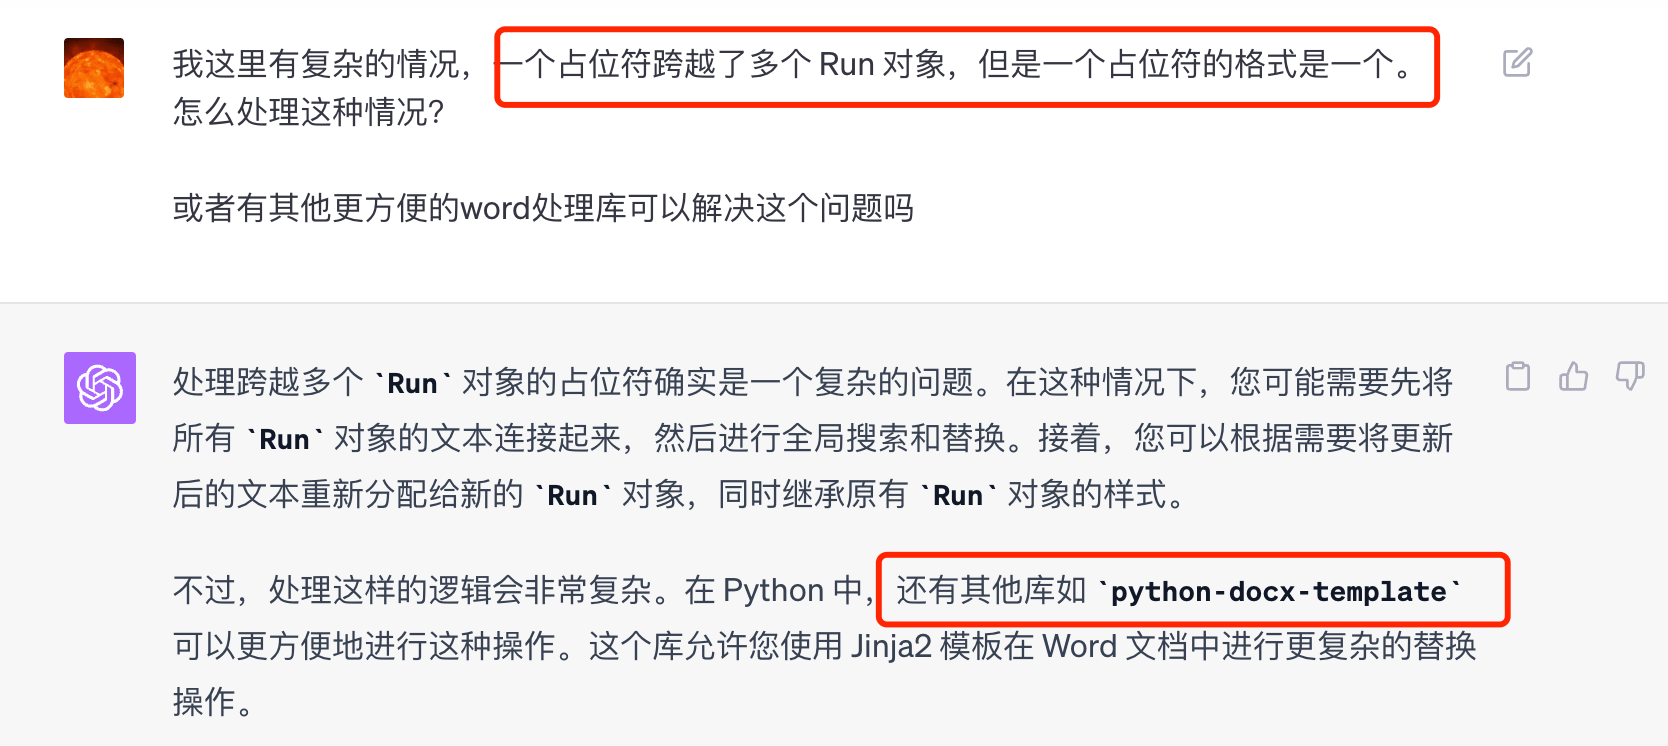 我这里有复杂的情况，一个占位符跨越了多个 Run 对象，但是一个占位符的格式是一个。
怎么处理这种情况？
或者有其他更方便的word处理库可以解决这个问题吗
处理跨越多个 `Run` 对象的占位符确实是一个复杂的问题。在这种情况下，您可能需要先将
所有 `Run` 对象的文本连接起来，然后进行全局搜索和替换。接着，您可以根据需要将更新
后的文本重新分配给新的 `Run` 对象，同时继承原有 `Run` 对象的样式。
不过，处理这样的逻辑会非常复杂。在 Python 中，还有其他库如 `python-docx-template`
可以更方便地进行这种操作。这个库允许您使用 Jinja2 模板在 Word 文档中进行更复杂的替换
操作。